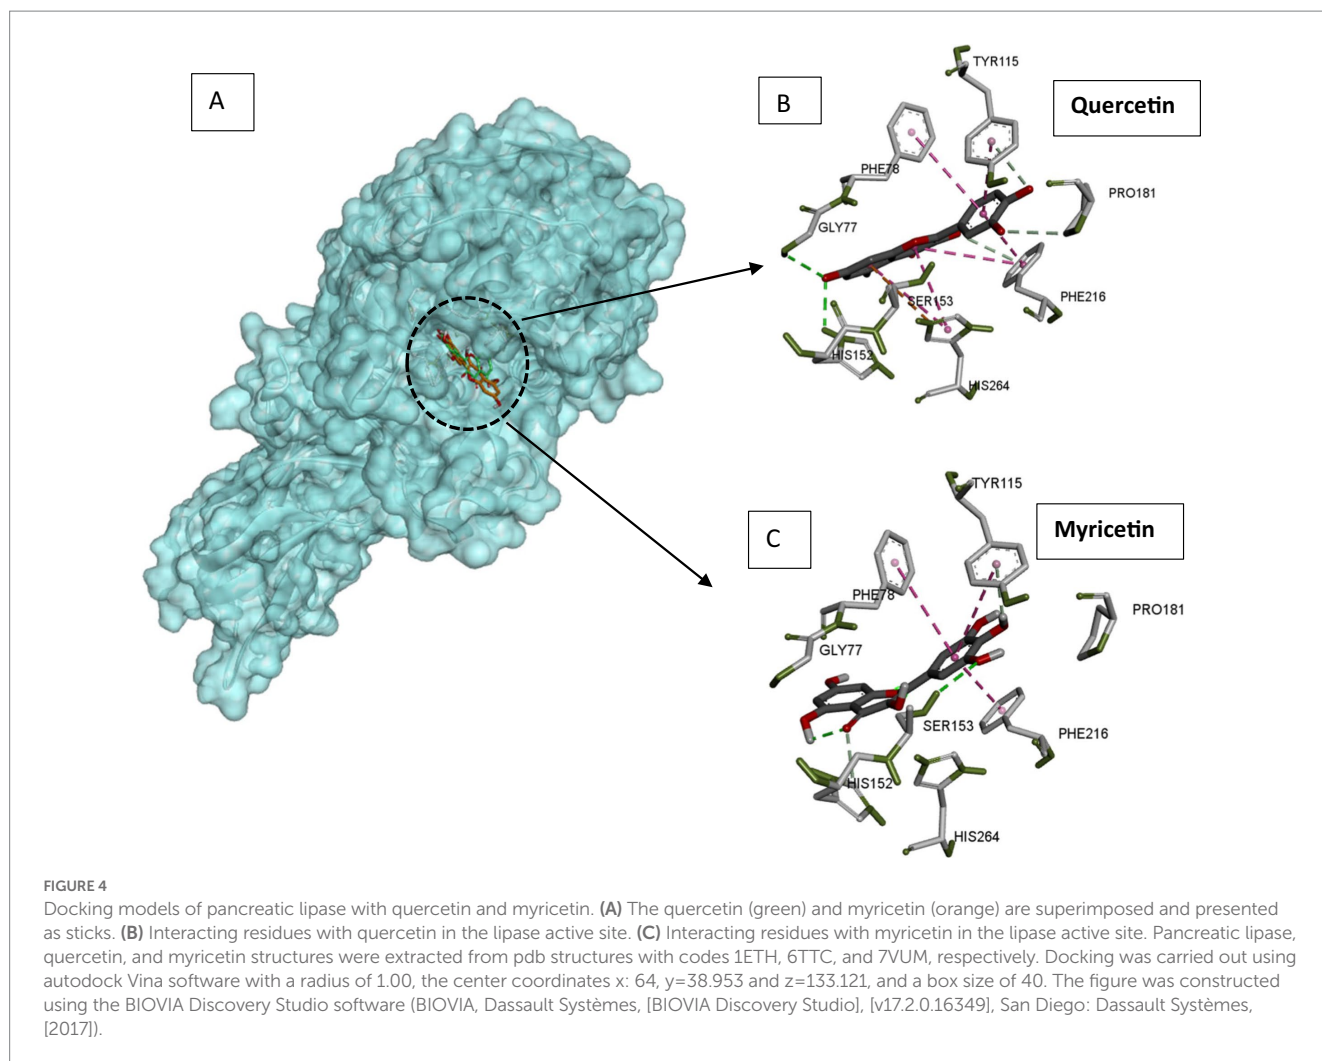 A
B
Quercetin
TYR115
PHE78
PRO181
GLY77
SER153
PHE216
HIS152
HIS264
C
Myricetin
TYR115
PHE78
PRO181
GLY77
SER153
PHE216
HIS152
HIS264
FIGURE 4
Docking models of pancreatic lipase with quercetin and myricetin. (A) The quercetin (green) and myricetin (orange) are superimposed and presented
as sticks. (B) Interacting residues with quercetin in the lipase active site. (C) Interacting residues with myricetin in the lipase active site. Pancreatic lipase,
quercetin, and myricetin structures were extracted from pdb structures with codes 1ETH, 6TTC, and 7VUM, respectively. Docking was carried out using
autodock Vina software with a radius of 1.00, the center coordinates x: 64, y=38.953 and z=133.121, and a box size of 40. The figure was constructed
using the BIOVIA Discovery Studio software (BIOVIA, Dassault Systèmes, [BIOVIA Discovery Studio], [v17.2.0.16349], San Diego: Dassault Systèmes,
[2017]).